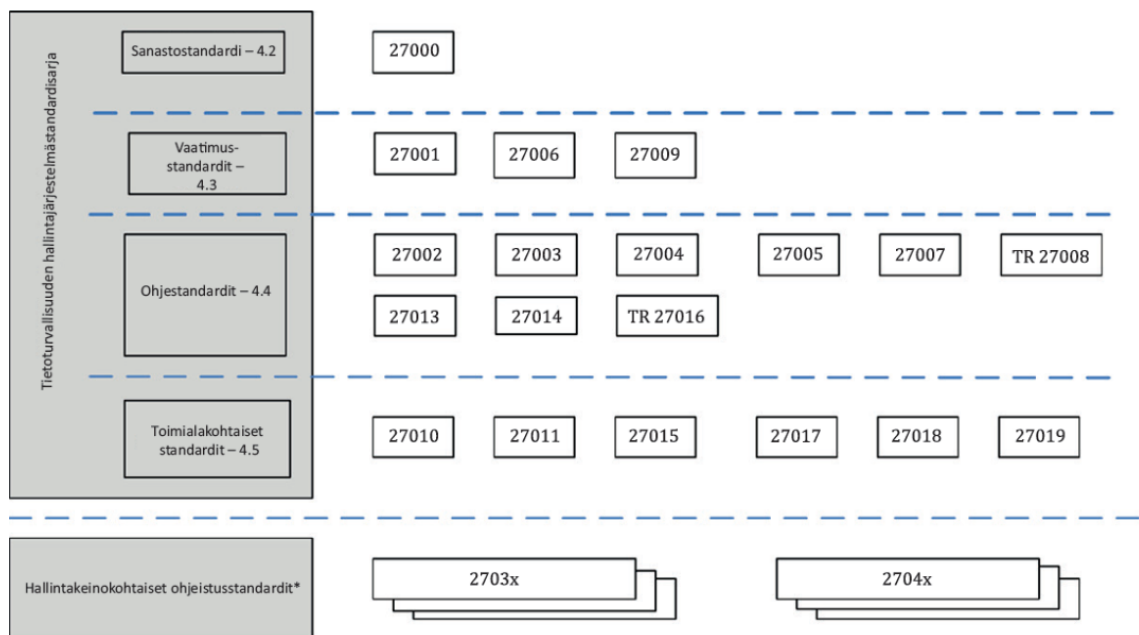 Tietoturvallisuuden hallintajärjestelmästandardisarja
Sanastostandardi – 4.2
27000
Vaatimus-
standardit –
4.3
27001 27006 27009
Ohjestandardit – 4.4
27002 27003 27004 27005 27007 TR 27008
27013 27014 TR 27016
Toimialakohtaiset
standardit – 4.5
27010 27011 27015 27017 27018 27019
Hallintakeinokohtaiset ohjeistusstandardit*
2703x 2704x